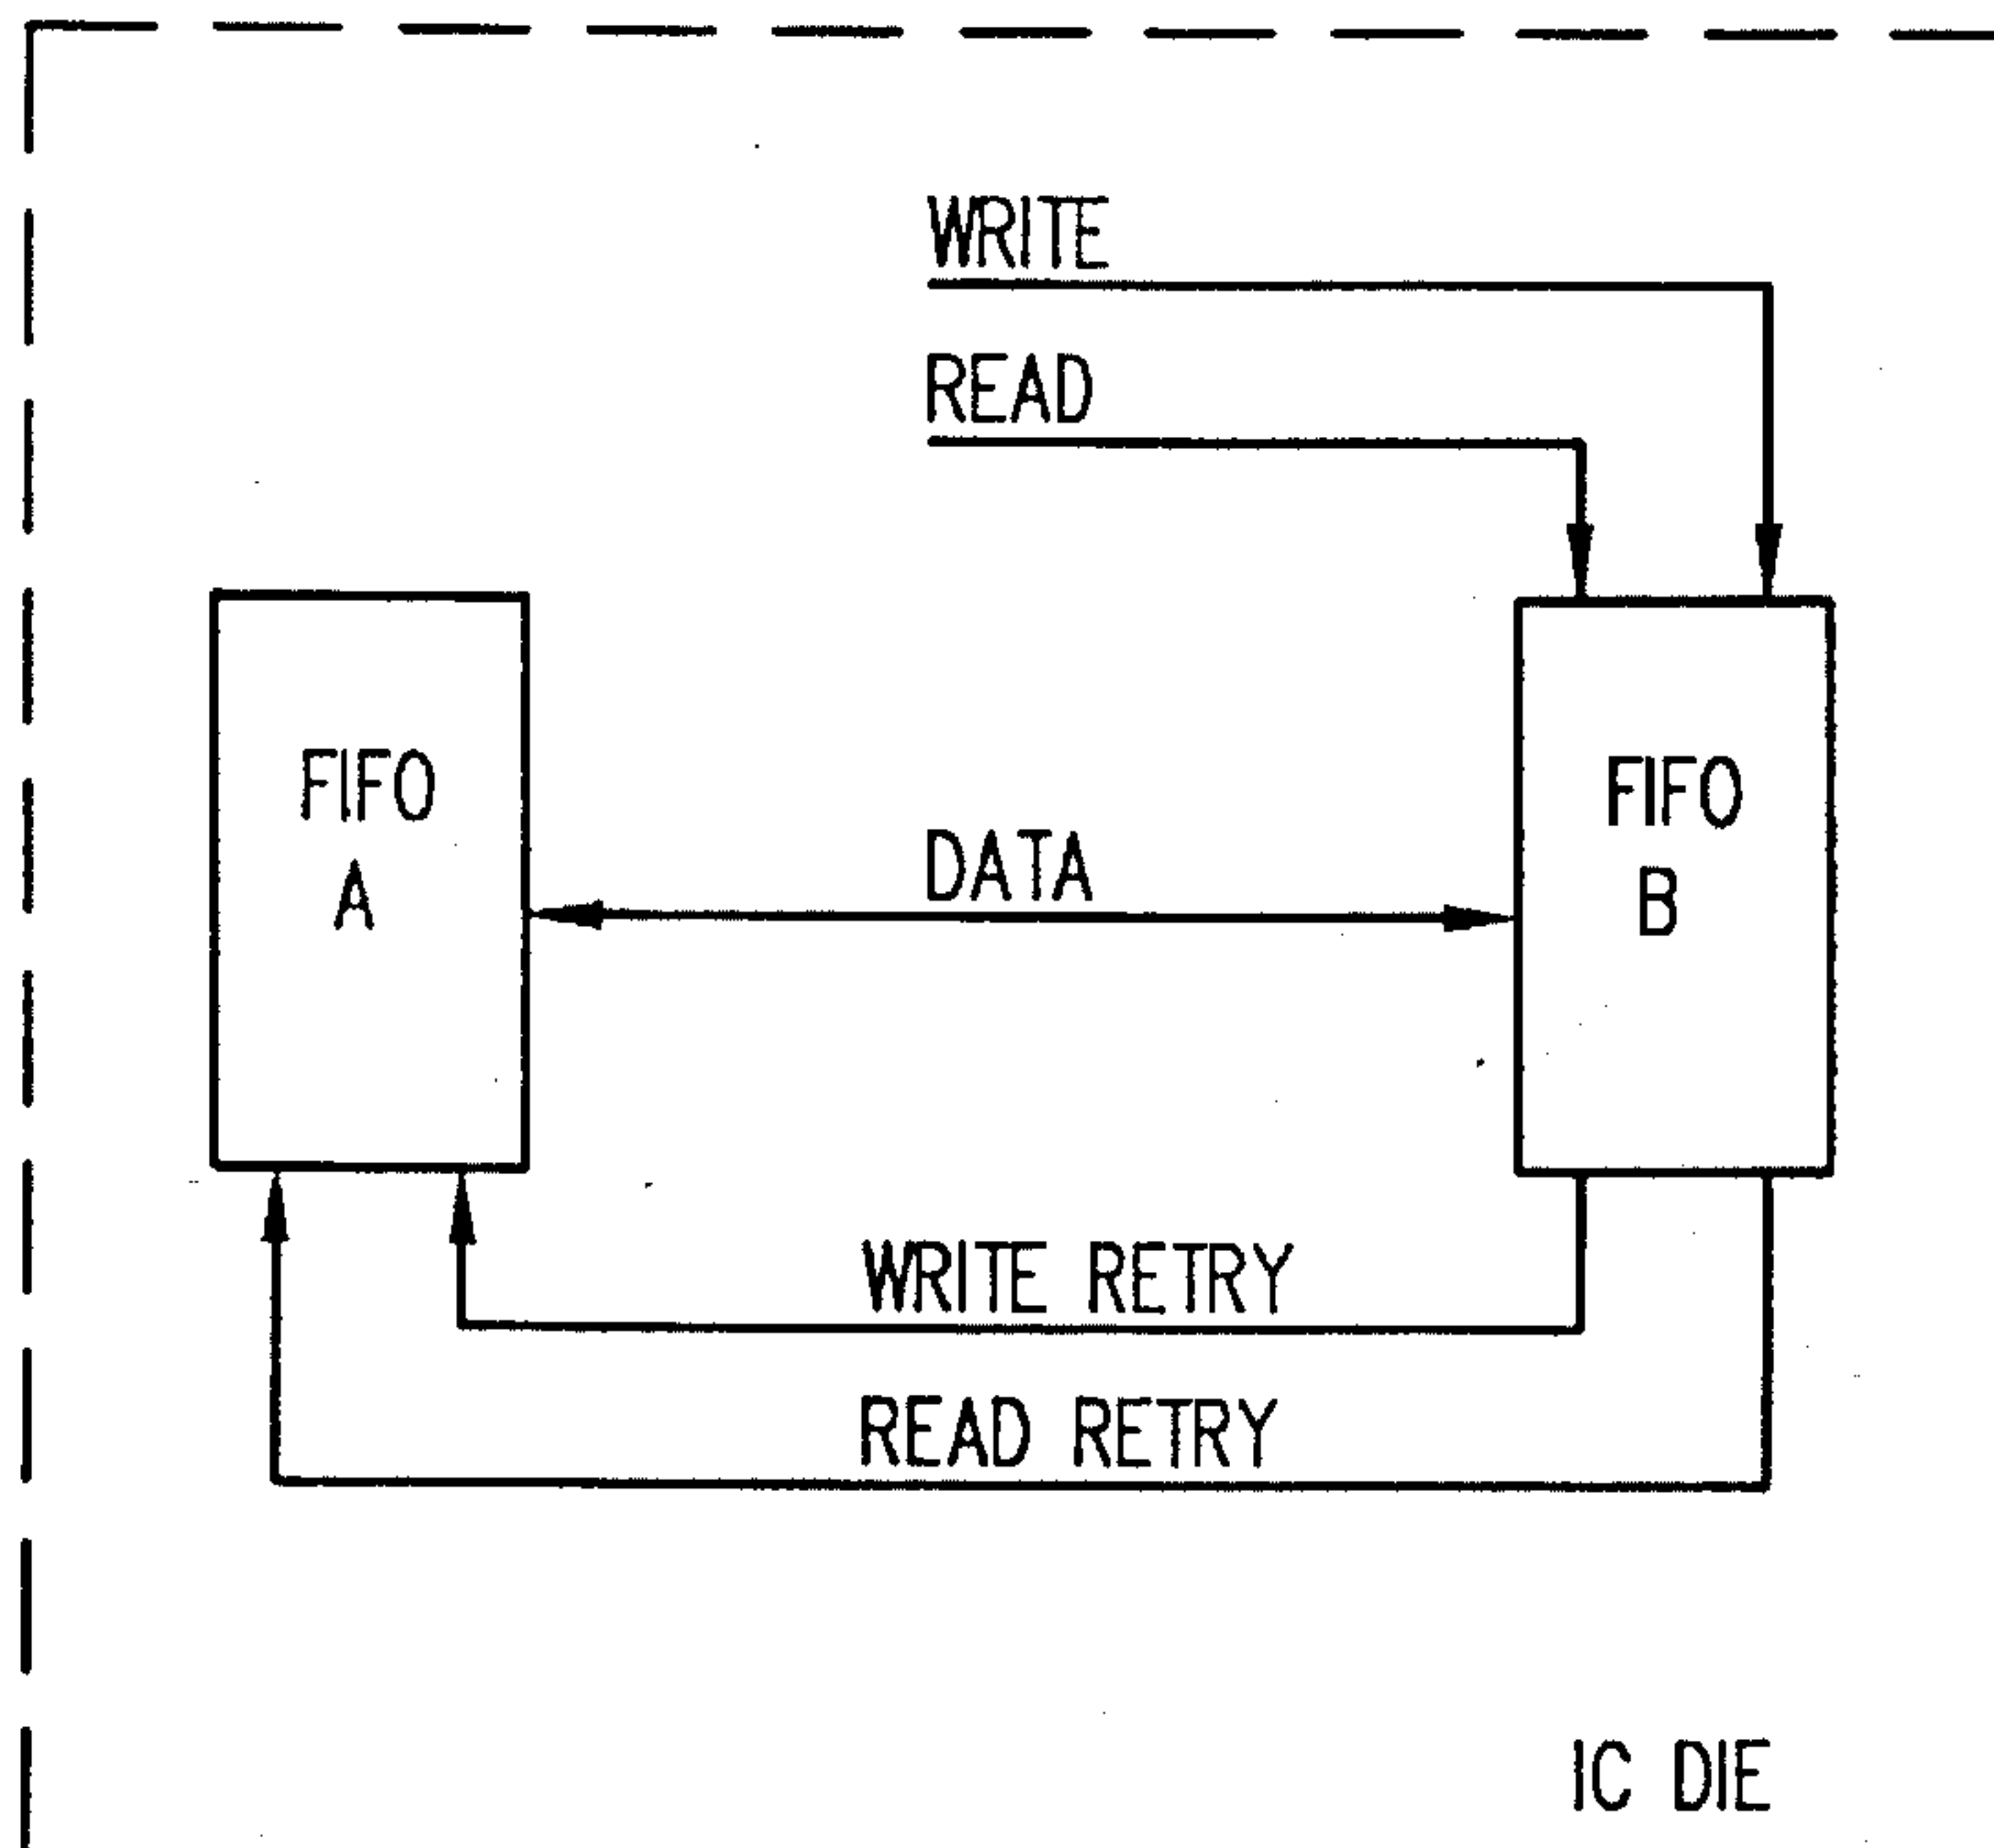 WRITE
READ
FIFO
A
DATA
FIFO
B
WRITE RETRY
READ RETRY
IC DIE